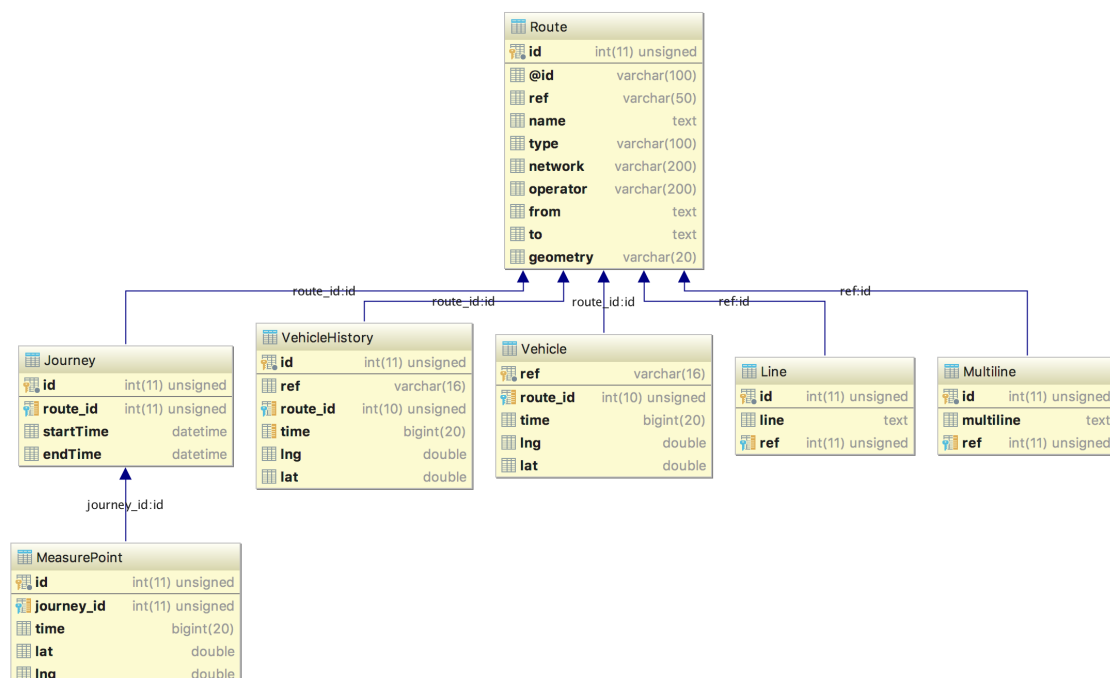 Route
id int(11) unsigned
@id varchar(100)
ref varchar(50)
name text
type varchar(100)
network varchar(200)
operator varchar(200)
from text
to text
geometry varchar(20)
route_id:id
route_id:id
route_id:id
ref:id
ref:id
Journey
id int(11) unsigned
route_id int(11) unsigned
startTime datetime
endTime datetime
VehicleHistory
id int(11) unsigned
ref varchar(16)
route_id int(10) unsigned
time bigint(20)
lng double
lat double
Vehicle
ref varchar(16)
route_id int(10) unsigned
time bigint(20)
lng double
lat double
Line
id int(11) unsigned
line text
ref int(11) unsigned
Multiline
id int(11) unsigned
multiline text
ref int(11) unsigned
journey_id:id
MeasurePoint
id int(11) unsigned
journey_id int(11) unsigned
time bigint(20)
lat double
lng double